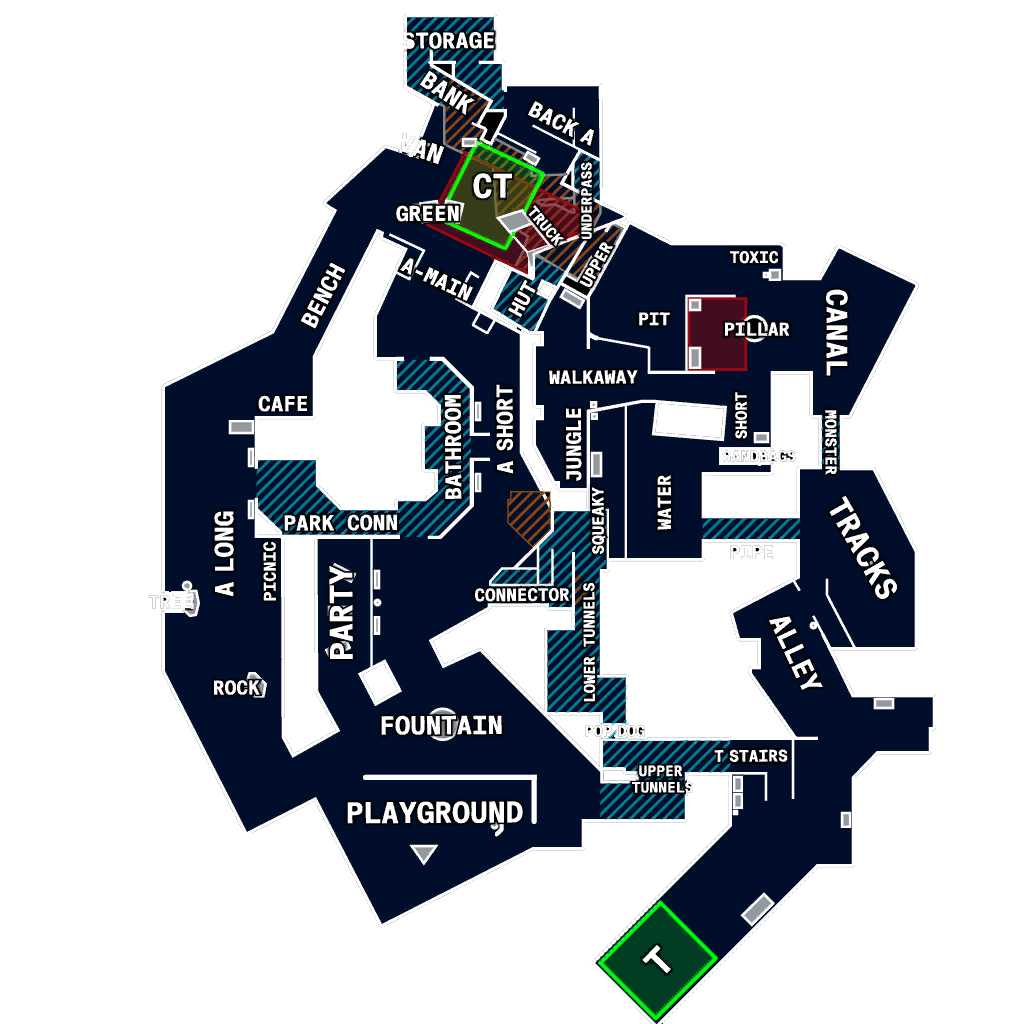 STORAGE
BANK
BACK A
VAN
CT
UNDERPASS
GREEN
TRUCK
UPPER
TOXIC
A-MAIN
BENCH
HUT
PIT
PILLAR
CANAL
WALKAWAY
CAFE
A SHORT
SHORT
JUNGLE
BATHROOM
MONSTER
SANDBAGS
WATER
SQUEAKY
PARK CONN
TRACKS
A LONG
PICNIC
PIPE
PARTY
CONNECTOR
TREE
LOWER TUNNELS
ALLEY
ROCK
FOUNTAIN
POP DOG
T STAIRS
UPPER
TUNNELS
PLAYGROUND
T